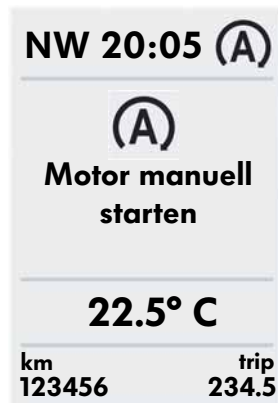 NW 20:05 (A)
(A)
Motor manuell
starten
22.5° C
km trip
123456 234.5